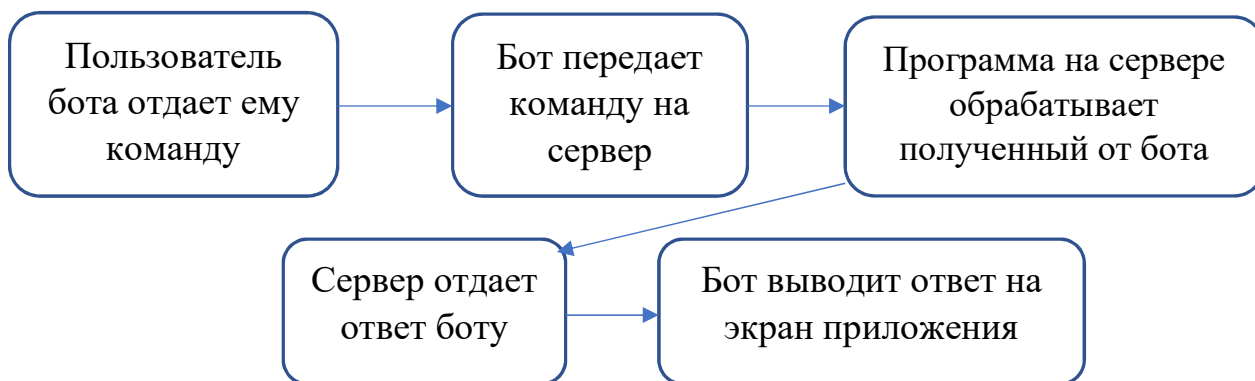 Пользователь
бота отдает ему
команду
Бот передает
команду на
сервер
Программа на сервере
обрабатывает
полученный от бота
Сервер отдает
ответ боту
Бот выводит ответ на
экран приложения